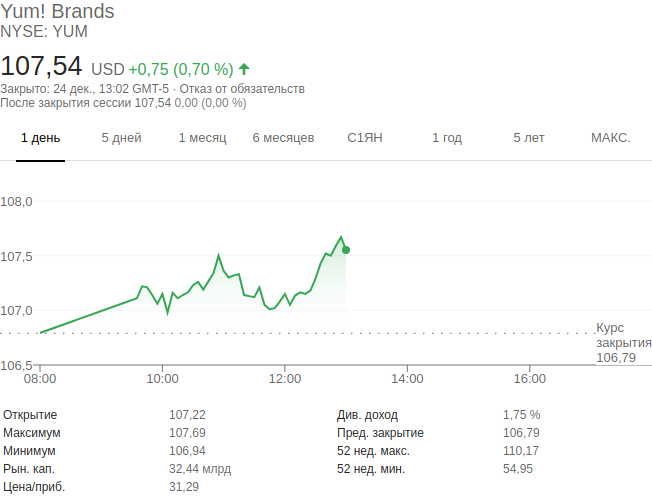 Yum! Brands
NYSE: YUM
107,54 USD +0,75 (0,70 %)
Закрыто: 24 дек., 13:02 GMT-5 · Отказ от обязательств
После закрытия сессии 107,54 0,00 (0,00 %)
1 день 5 дней 1 месяц 6 месяцев С1ЯН 1 год 5 лет МАКС.
108,0
107,5
107,0
Курс
закрытия
106,79
106,5
08:00 10:00 12:00 14:00 16:00
Открытие 107,22 Див. доход 1,75 %
Максимум 107,69 Пред. закрытие 106,79
Минимум 106,94 52 нед. макс. 110,17
Рын. кап. 32,44 млрд 52 нед. мин. 54,95
Цена/приб. 31,29